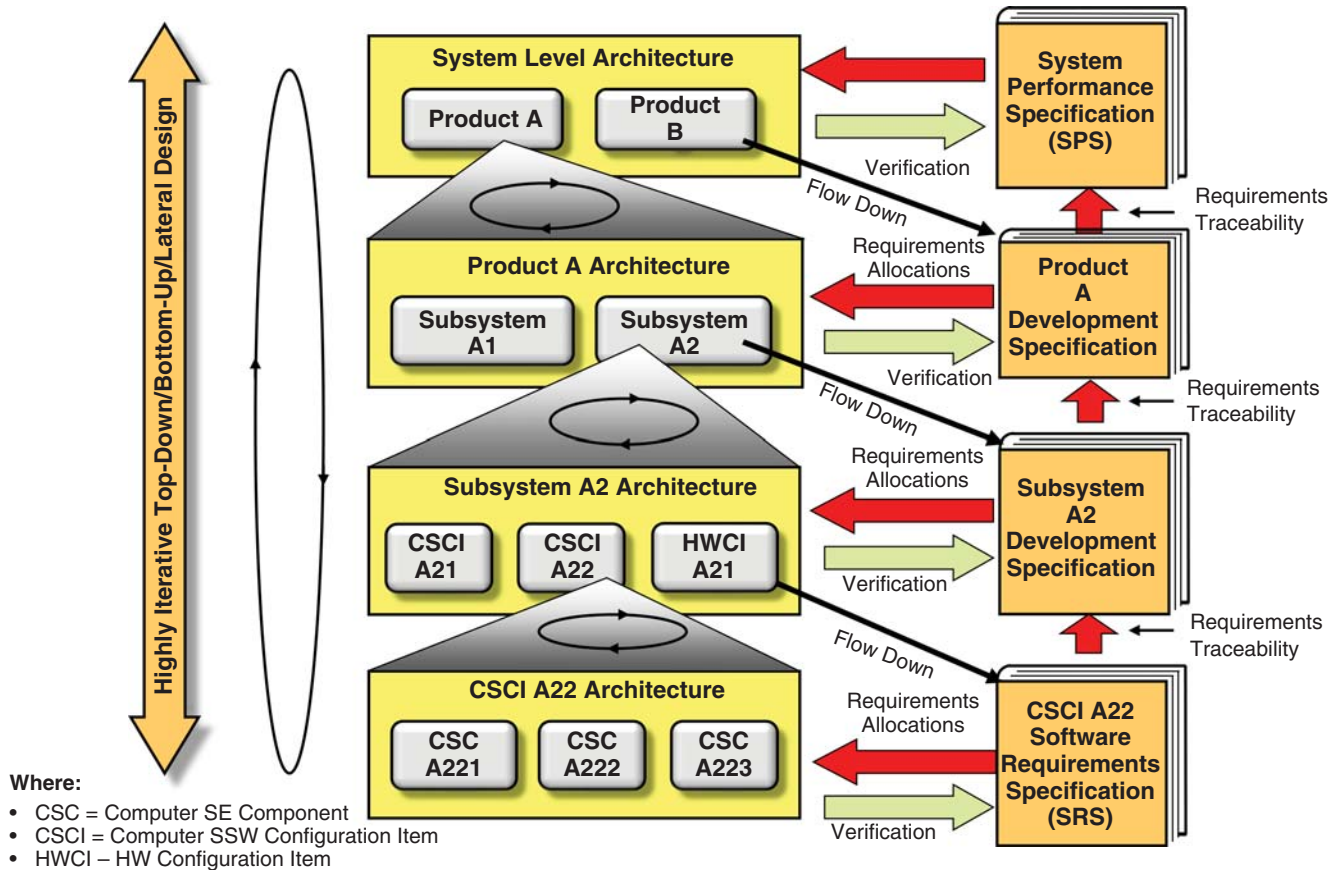 Highly Iterative Top-Down/Bottom-Up/Lateral Design
System Level Architecture
Product A
Product
B
Verification
System
Performance
Specification
(SPS)
Flow Down
Requirements
Traceability
Product A Architecture
Subsystem
A1
Subsystem
A2
Requirements
Allocations
Verification
Product
A
Development
Specification
Flow Down
Requirements
Traceability
Subsystem A2 Architecture
CSCI
A21
CSCI
A22
HWCI
A21
Requirements
Allocations
Verification
Subsystem
A2
Development
Specification
Flow Down
Requirements
Traceability
CSCI A22 Architecture
CSC
A221
CSC
A222
CSC
A223
Requirements
Allocations
Verification
CSCI A22
Software
Requirements
Specification
(SRS)
Where:
• CSC = Computer SE Component
• CSCI = Computer SSW Configuration Item
• HWCI – HW Configuration Item